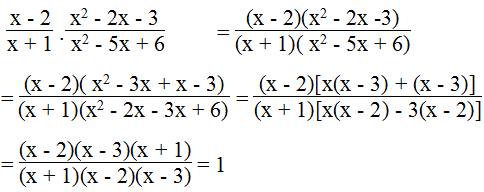 (x - 2)/(x + 1) . (x² - 2x - 3)/(x² - 5x + 6) = (x - 2)(x² - 2x -3)/(x + 1)( x² - 5x + 6)
= (x - 2)( x² - 3x + x - 3)/(x + 1)(x² - 2x - 3x + 6) = (x - 2)[x(x - 3) + (x - 3)]/(x + 1)[x(x - 2) - 3(x - 2)]
= (x - 2)(x - 3)(x + 1)/(x + 1)(x - 2)(x - 3) = 1